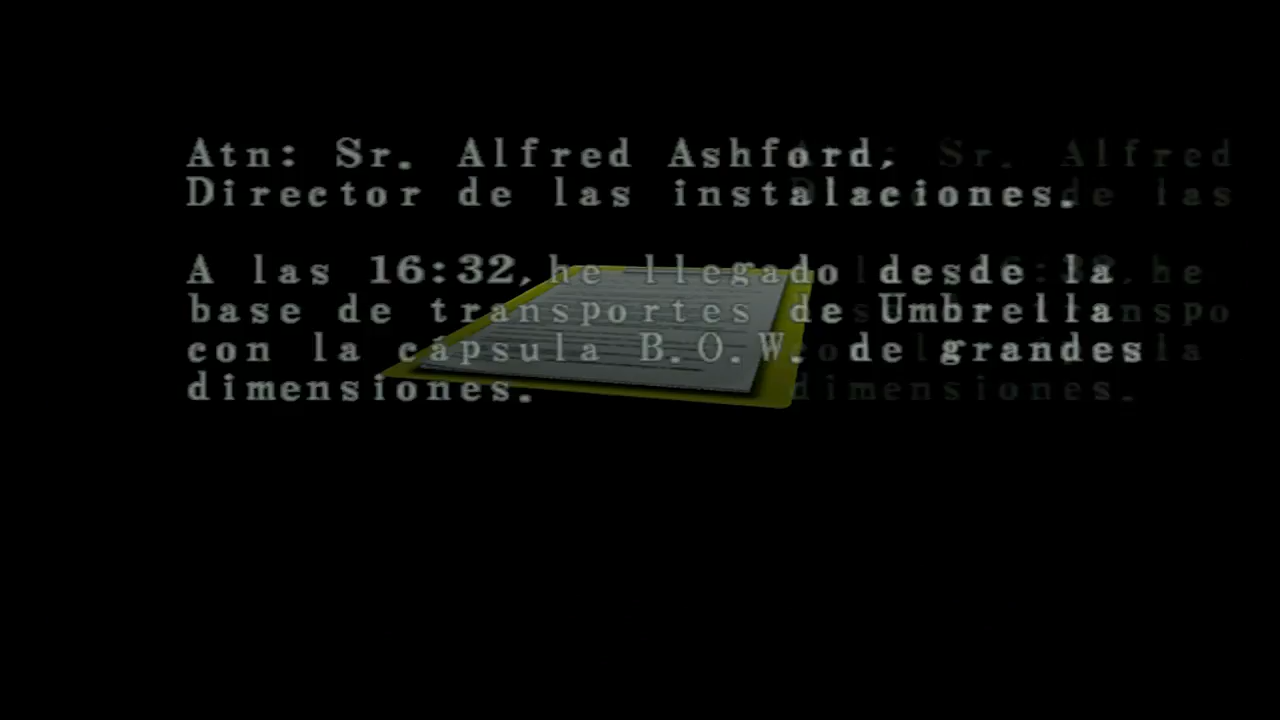 Atn: Sr. Alfred Ashford,
Director de las instalaciones.
A las 16:32, he llegado desde la
base de transportes de Umbrella
con la cápsula B.O.W. de grandes
dimensiones.